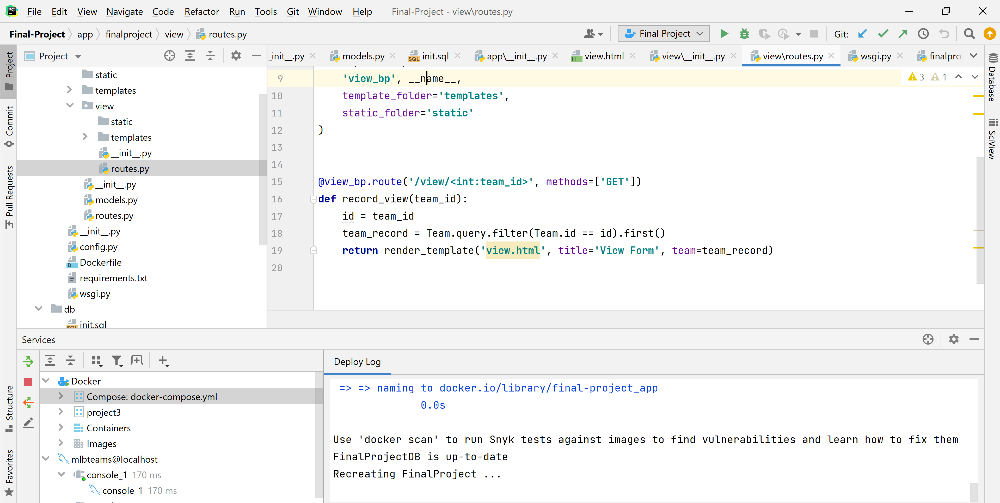 PC File Edit View Navigate Code Refactor Run Tools Git Window Help Final-Project - view\routes.py
Final-Project app finalproject view routes.py Final Project Git:
Project
_init__.py models.py init.sql app\__init__.py view.html view\__init__.py view\routes.py wsgi.py finalpro
static
templates
view
static
templates
__init__.py
routes.py
__init__.py
models.py
routes.py
__init__.py
config.py
Dockerfile
requirements.txt
wsgi.py
db
init.sql
9 'view_bp', __name__,
10 template_folder='templates',
11 static_folder='static'
12 )
13
14
15 @view_bp.route('/view/<int:team_id>', methods=['GET'])
16 def record_view(team_id):
17 id = team_id
18 team_record = Team.query.filter(Team.id == id).first()
19 return render_template('view.html', title='View Form', team=team_record)
20
3 1
Project
Commit
Pull Requests
Structure
Favorites
Database
SciView
Services
Docker
Compose: docker-compose.yml
project3
Containers
Images
mlbteams@localhost
console_1 170 ms
console_1 170 ms
Deploy Log
=> => naming to docker.io/library/final-project_app
0.0s
Use 'docker scan' to run Snyk tests against images to find vulnerabilities and learn how to fix them
FinalProjectDB is up-to-date
Recreating FinalProject ...